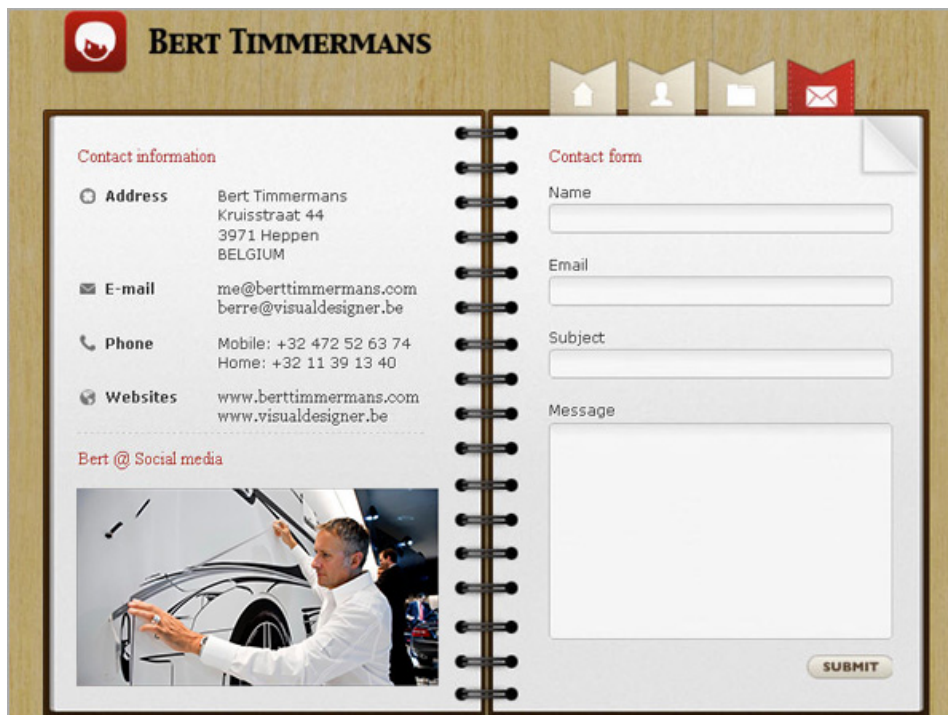 BERT TIMMERMANS
Contact information
Address
Bert Timmermans
Kruisstraat 44
3971 Heppen
BELGIUM
E-mail
me@berttimmermans.com
berre@visualdesigner.be
Phone
Mobile: +32 472 52 63 74
Home: +32 11 39 13 40
Websites
www.berttimmermans.com
www.visualdesigner.be
Bert @ Social media
Contact form
Name
Email
Subject
Message
SUBMIT